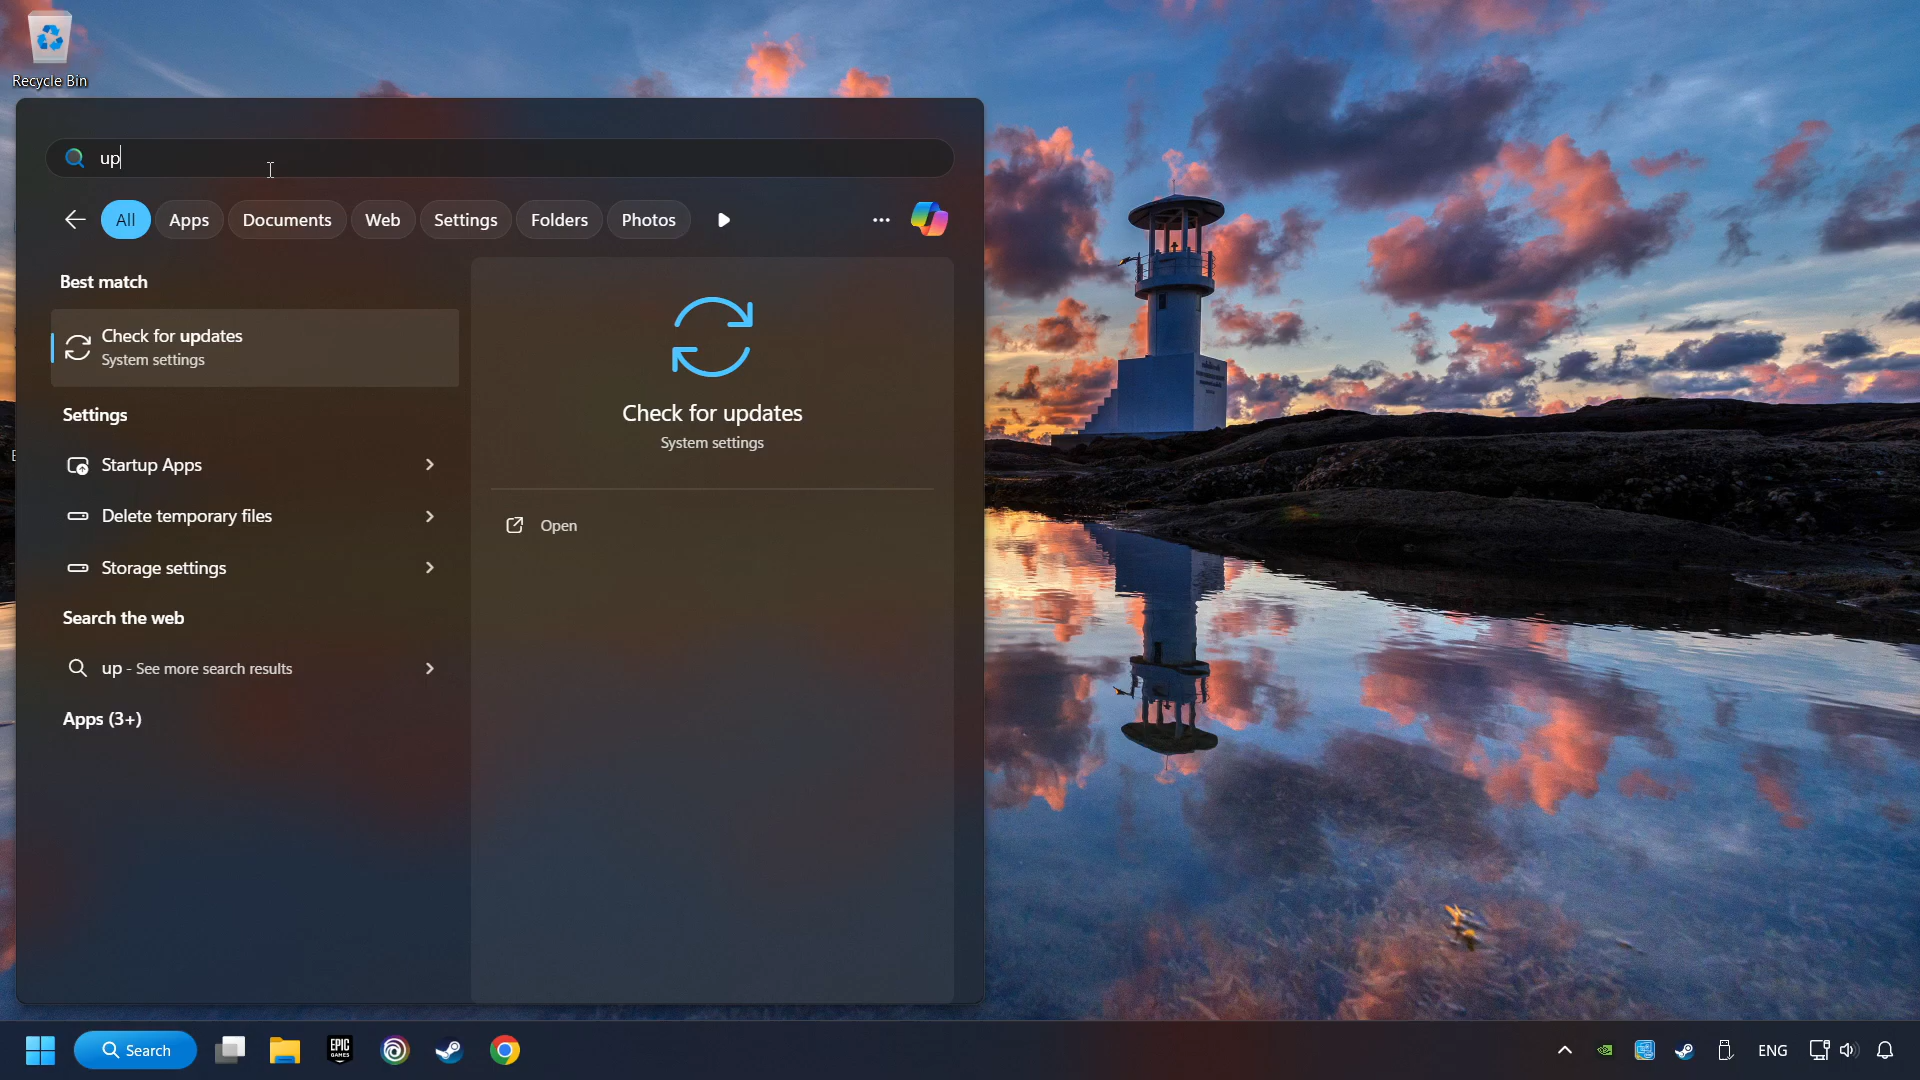 Recycle Bin
up
All
Apps
Documents
Web
Settings
Folders
Photos
Best match
Check for updates
System settings
Settings
Startup Apps
Delete temporary files
Storage settings
Search the web
up - See more search results
Apps (3+)
Check for updates
System settings
Open
Search
EPIC
GAMES
ENG